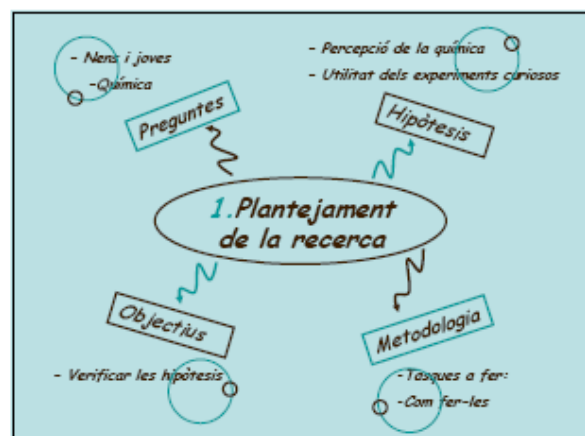 - Nens i joves
-Química
Preguntes
- Percepció de la química
- Utilitat dels experiments curiosos
Hipòtesis
1.Plantejament
de la recerca
Objectius
- Verificar les hipòtesis
Metodologia
-Tasques a fer:
-Com fer-les